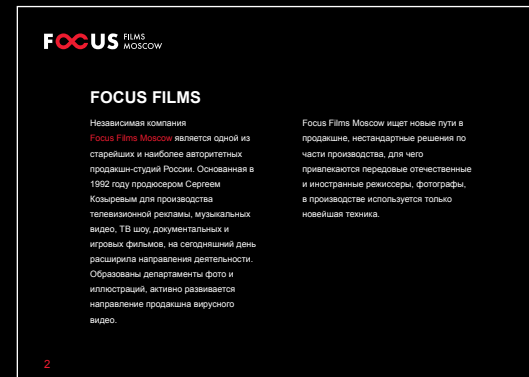 FOCUS FILMS
MOSCOW
FOCUS FILMS
Независимая компания
Focus Films Moscow является одной из
старейших и наиболее авторитетных
продакшн-студий России. Основанная в
1992 году продюсером Сергеем
Козыревым для производства
телевизионной рекламы, музыкальных
видео, ТВ шоу, документальных и
игровых фильмов, на сегодняшний день
расширила направления деятельности.
Образованы департаменты фото и
иллюстраций, активно развивается
направление продакшна вирусного
видео.
Focus Films Moscow ищет новые пути в
продакшне, нестандартные решения по
части производства, для чего
привлекаются передовые отечественные
и иностранные режиссеры, фотографы,
в производстве используется только
новейшая техника.
2